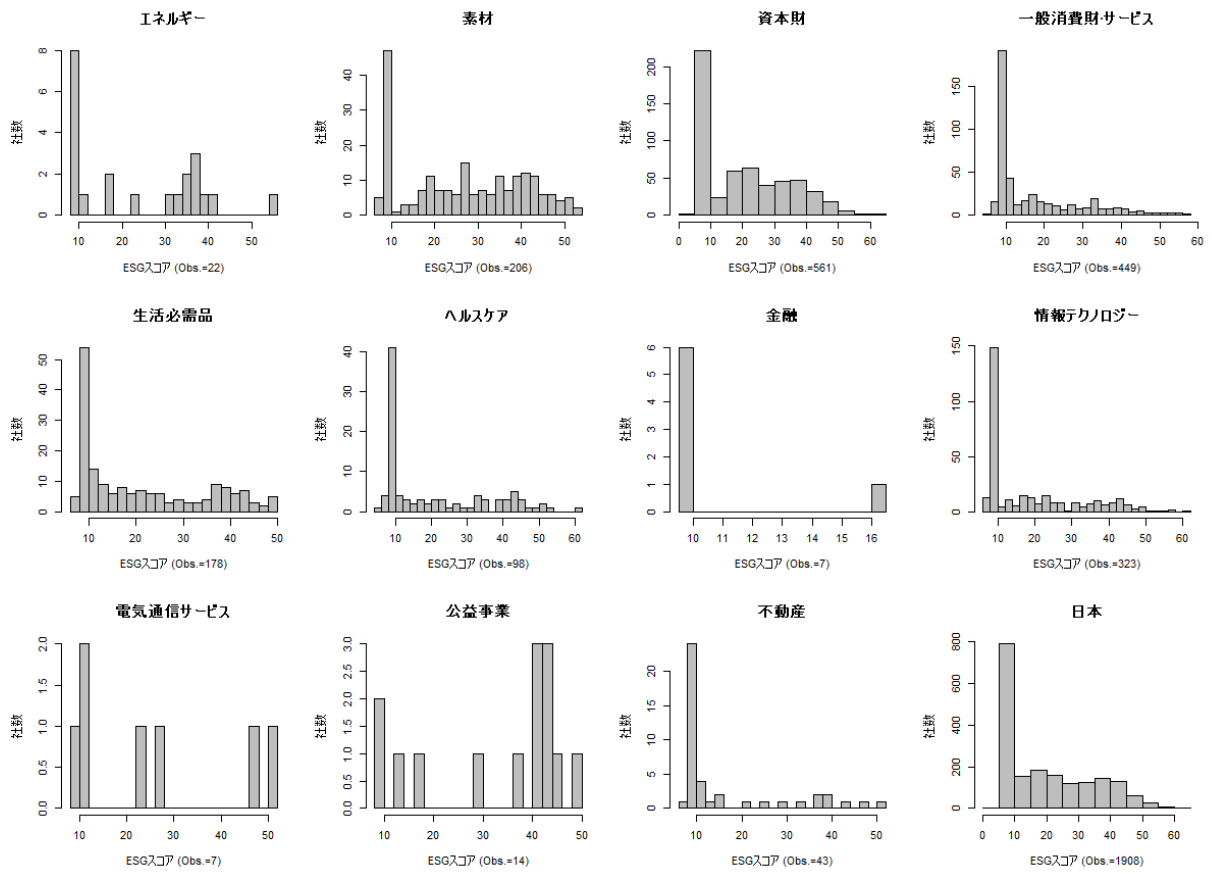 エネルギー
社数
0 2 4 6 8
10 20 30 40 50
ESGスコア (Obs.=22)
素材
社数
0 10 20 30 40
10 20 30 40 50
ESGスコア (Obs.=206)
資本財
社数
0 50 100 150 200
0 10 20 30 40 50 60
ESGスコア (Obs.=561)
一般消費財・サービス
社数
0 50 100 150
10 20 30 40 50 60
ESGスコア (Obs.=449)
生活必需品
社数
0 10 20 30 40 50
10 20 30 40 50
ESGスコア (Obs.=178)
ヘルスケア
社数
0 10 20 30 40
10 20 30 40 50 60
ESGスコア (Obs.=98)
金融
社数
0 1 2 3 4 5 6
10 11 12 13 14 15 16
ESGスコア (Obs.=7)
情報テクノロジー
社数
0 50 100 150
10 20 30 40 50 60
ESGスコア (Obs.=323)
電気通信サービス
社数
0.0 0.5 1.0 1.5 2.0
10 20 30 40 50
ESGスコア (Obs.=7)
公益事業
社数
0.0 0.5 1.0 1.5 2.0 2.5 3.0
10 20 30 40 50
ESGスコア (Obs.=14)
不動産
社数
0 5 10 15 20
10 20 30 40 50
ESGスコア (Obs.=43)
日本
社数
0 200 400 600 800
0 10 20 30 40 50 60
ESGスコア (Obs.=1908)